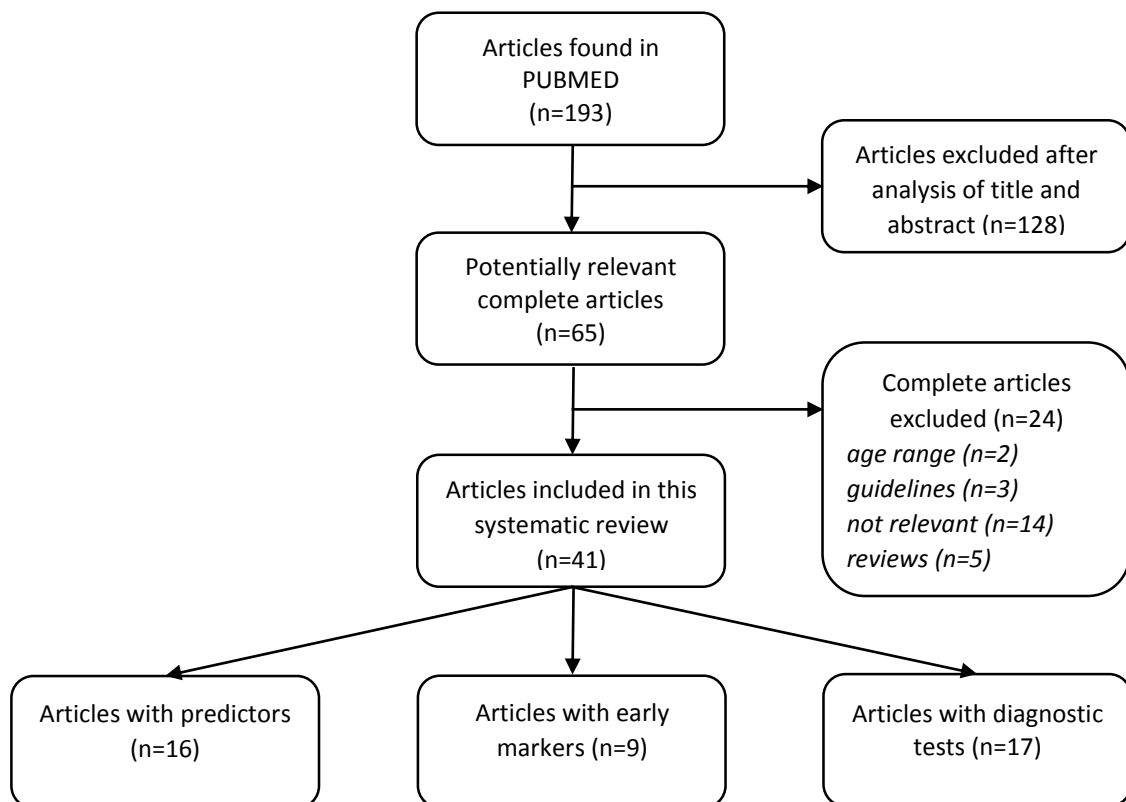 Articles found in
PUBMED
(n=193)
Articles excluded after
analysis of title and
abstract (n=128)
Potentially relevant
complete articles
(n=65)
Complete articles
excluded (n=24)
age range (n=2)
guidelines (n=3)
not relevant (n=14)
reviews (n=5)
Articles included in this
systematic review
(n=41)
Articles with predictors
(n=16)
Articles with early
markers (n=9)
Articles with diagnostic
tests (n=17)